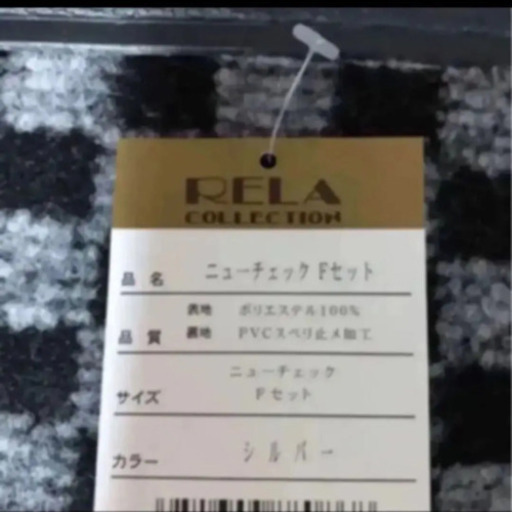 RELA
COLLECTION
品名 ニューチェック Fセット
表地 ポリエステル100%
品質 裏地 PVCスベリ止メ加工
ニューチェック
サイズ Fセット
カラー シルバー